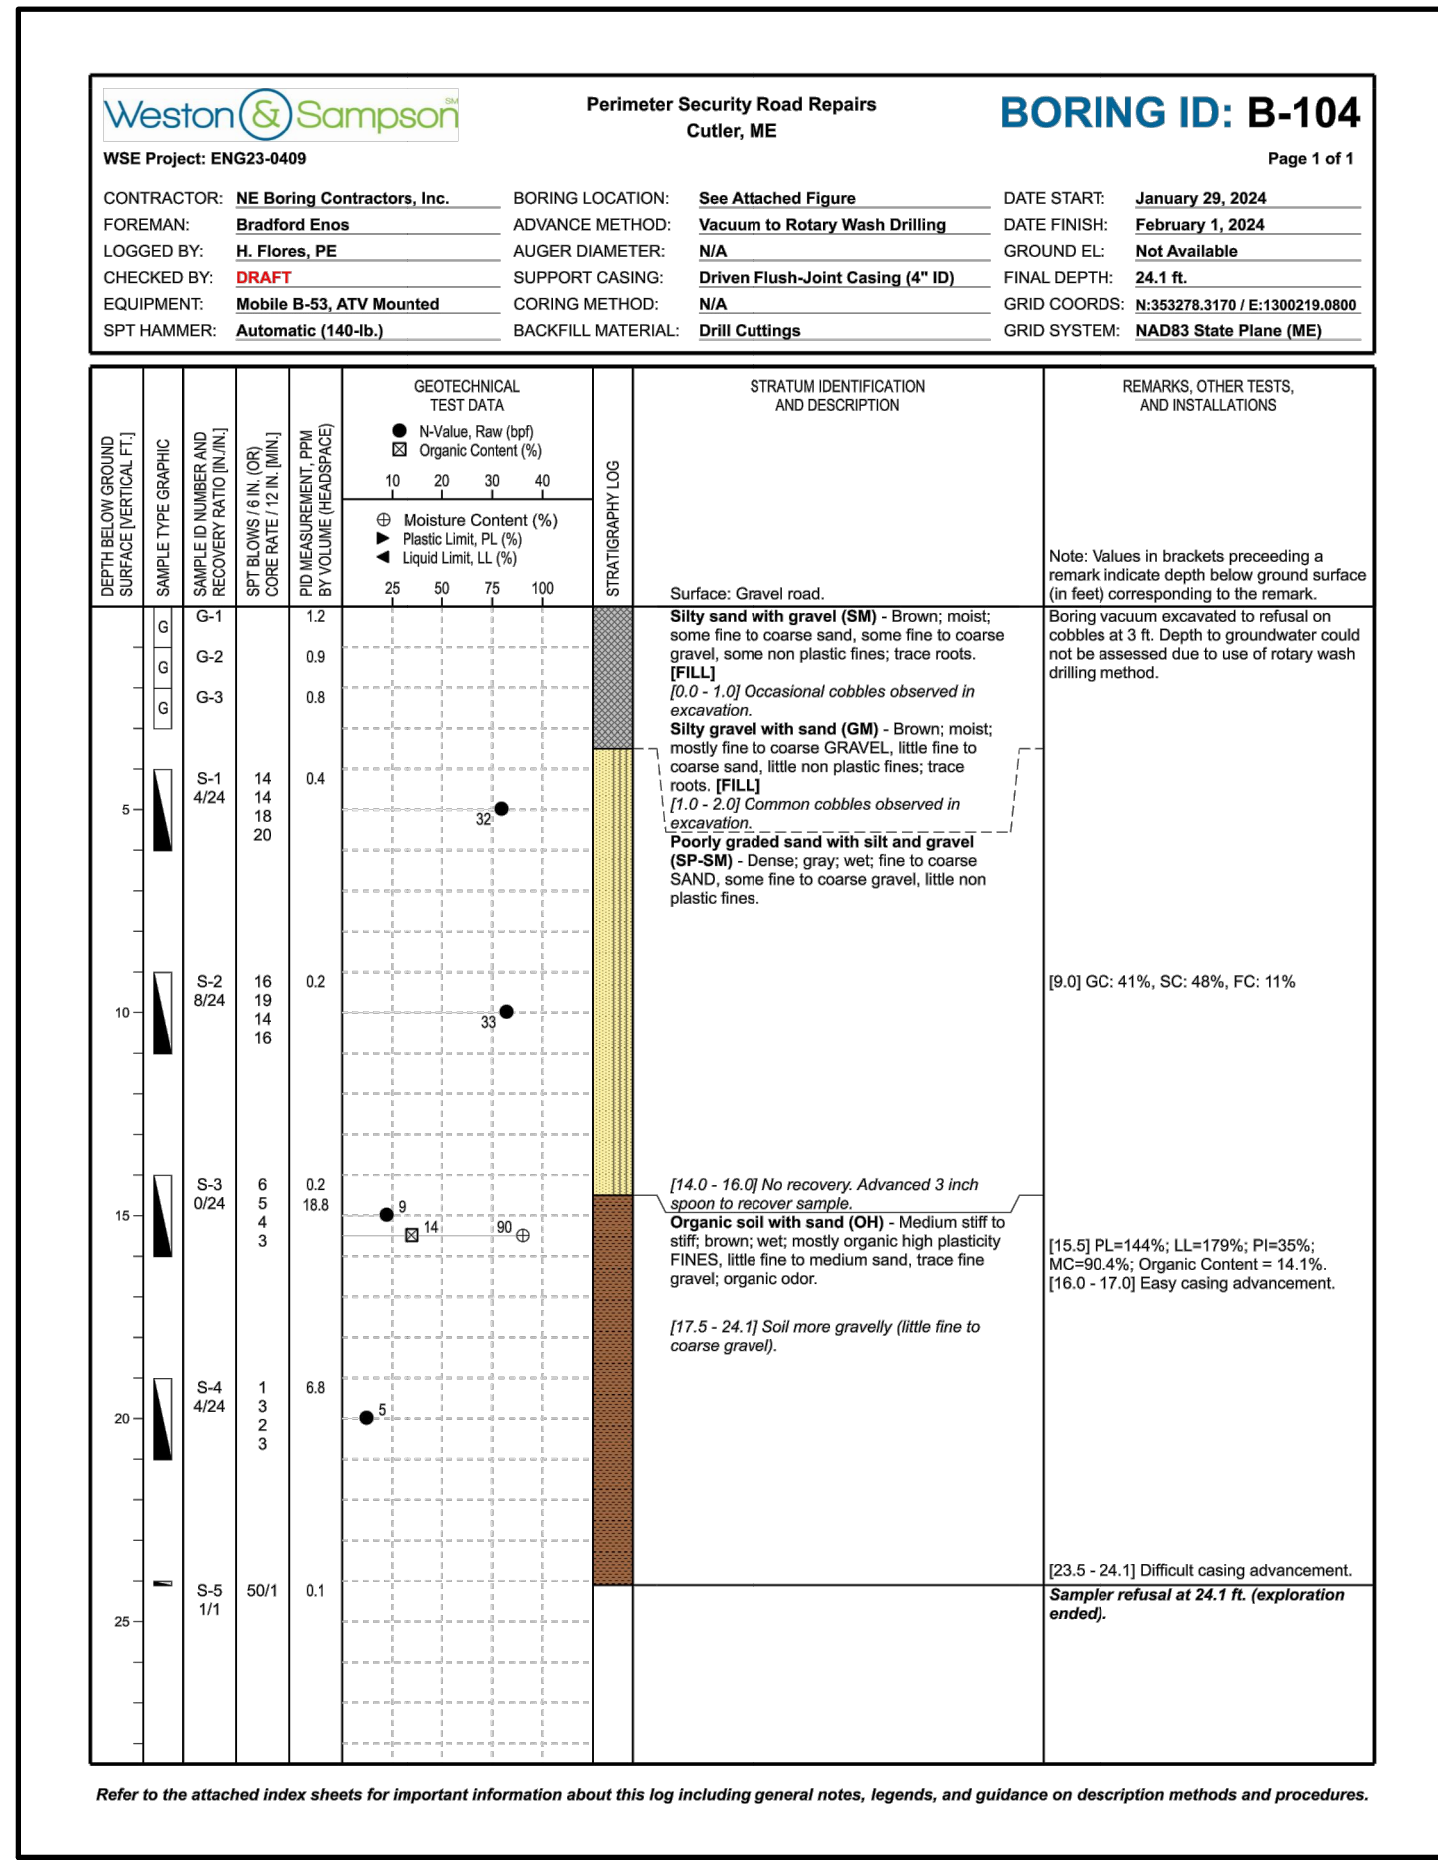 Weston & Sampson SM
Perimeter Security Road Repairs
Cutler, ME
BORING ID: B-104
WSE Project: ENG23-0409
Page 1 of 1
CONTRACTOR: NE Boring Contractors, Inc. BORING LOCATION: See Attached Figure DATE START: January 29, 2024
FOREMAN: Bradford Enos ADVANCE METHOD: Vacuum to Rotary Wash Drilling DATE FINISH: February 1, 2024
LOGGED BY: H. Flores, PE AUGER DIAMETER: N/A GROUND EL: Not Available
CHECKED BY: DRAFT SUPPORT CASING: Driven Flush-Joint Casing (4" ID) FINAL DEPTH: 24.1 ft.
EQUIPMENT: Mobile B-53, ATV Mounted CORING METHOD: N/A GRID COORDS: N:353278.3170 / E:1300219.0800
SPT HAMMER: Automatic (140-lb.) BACKFILL MATERIAL: Drill Cuttings GRID SYSTEM: NAD83 State Plane (ME)
DEPTH BELOW GROUND
SURFACE [VERTICAL FT.]
SAMPLE TYPE GRAPHIC
SAMPLE ID NUMBER AND
RECOVERY RATIO [IN./IN.]
SPT BLOWS / 6 IN. (OR)
CORE RATE / 12 IN. [MIN.]
PID MEASUREMENT, PPM
BY VOLUME (HEADSPACE)
GEOTECHNICAL
TEST DATA
N-Value, Raw (bpf)
Organic Content (%)
10 20 30 40
Moisture Content (%)
Plastic Limit, PL (%)
Liquid Limit, LL (%)
25 50 75 100
STRATIGRAPHY LOG
STRATUM IDENTIFICATION
AND DESCRIPTION
Surface: Gravel road.
REMARKS, OTHER TESTS,
AND INSTALLATIONS
Note: Values in brackets preceeding a
remark indicate depth below ground surface
(in feet) corresponding to the remark.
G G-1 1.2
G G-2 0.9
G G-3 0.8
Silty sand with gravel (SM) - Brown; moist;
some fine to coarse sand, some fine to coarse
gravel, some non plastic fines; trace roots.
[FILL]
[0.0 - 1.0] Occasional cobbles observed in
excavation.
Silty gravel with sand (GM) - Brown; moist;
mostly fine to coarse GRAVEL, little fine to
coarse sand, little non plastic fines; trace
roots. [FILL]
[1.0 - 2.0] Common cobbles observed in
excavation.
Boring vacuum excavated to refusal on
cobbles at 3 ft. Depth to groundwater could
not be assessed due to use of rotary wash
drilling method.
S-1 14 0.4
4/24 14
5 18 32
20
Poorly graded sand with silt and gravel
(SP-SM) - Dense; gray; wet; fine to coarse
SAND, some fine to coarse gravel, little non
plastic fines.
S-2 16 0.2
8/24 19
10 14 33
16
[9.0] GC: 41%, SC: 48%, FC: 11%
S-3 6 0.2
0/24 5 18.8
15 4 9
3 14 90
[14.0 - 16.0] No recovery. Advanced 3 inch
spoon to recover sample.
Organic soil with sand (OH) - Medium stiff to
stiff; brown; wet; mostly organic high plasticity
FINES, little fine to medium sand, trace fine
gravel; organic odor.
[15.5] PL=144%; LL=179%; PI=35%;
MC=90.4%; Organic Content = 14.1%.
[16.0 - 17.0] Easy casing advancement.
[17.5 - 24.1] Soil more gravelly (little fine to
coarse gravel).
S-4 1 6.8
4/24 3
20 2 5
3
[23.5 - 24.1] Difficult casing advancement.
S-5 50/1 0.1
1/1
25
Sampler refusal at 24.1 ft. (exploration
ended).
Refer to the attached index sheets for important information about this log including general notes, legends, and guidance on description methods and procedures.